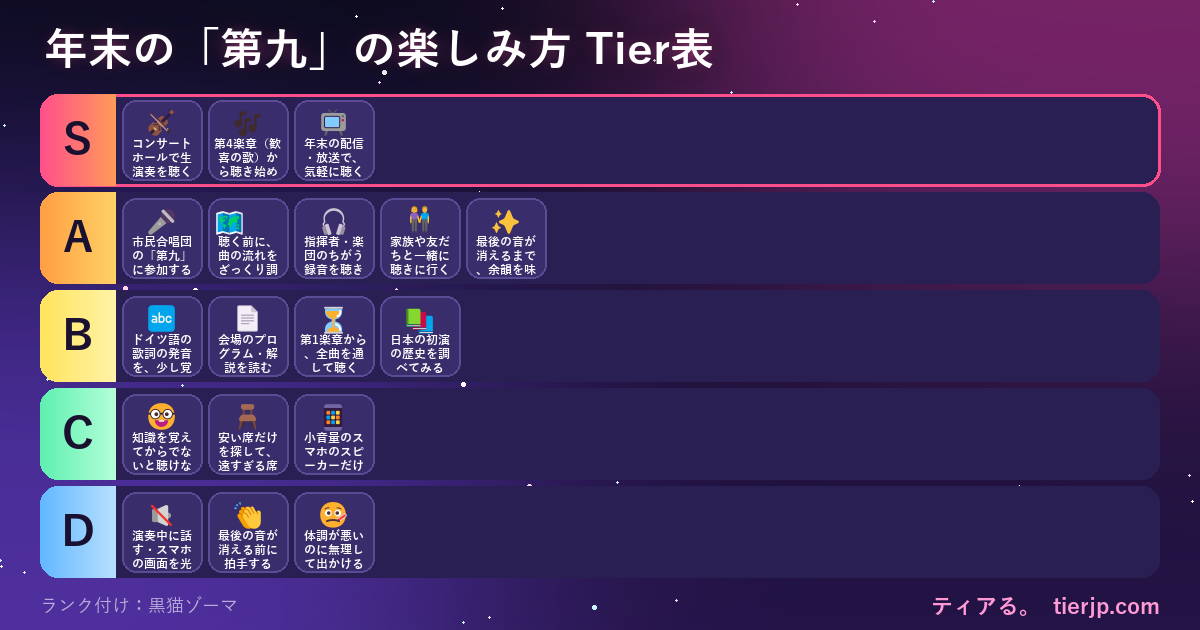 年末の「第九」の楽しみ方 Tier表
S
コンサート
ホールで生
演奏を聴く
第4楽章（歓
喜の歌）か
ら聴き始め
年末の配信
・放送で、
気軽に聴く
A
市民合唱団
の「第九」
に参加する
聴く前に、
曲の流れを
ざっくり調
指揮者・楽
団のちがう
録音を聴き
家族や友だ
ちと一緒に
聴きに行く
最後の音が
消えるまで
、余韻を味
B
abc
ドイツ語の
歌詞の発音
を、少し覚
会場のプロ
グラム・解
説を読む
第1楽章から
、全曲を通
して聴く
日本の初演
の歴史を調
べてみる
C
知識を覚え
てからでな
いと聴けな
安い席だけ
を探して、
遠すぎる席
小音量のス
マホのスピ
ーカーだけ
D
演奏中に話
す・スマホ
の画面を光
最後の音が
消える前に
拍手する
体調が悪い
のに無理し
て出かける
ランク付け：黒猫ゾーマ
ティアる。 tierjp.com